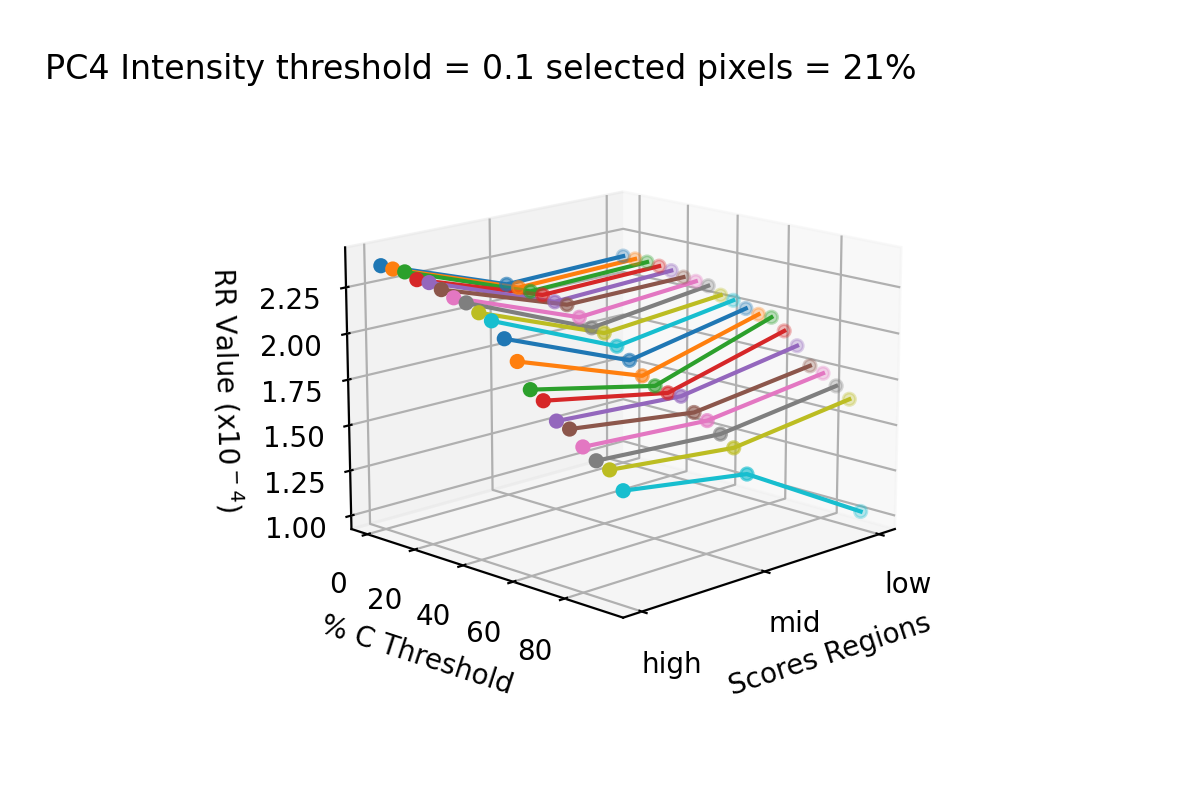 PC4 Intensity threshold = 0.1 selected pixels = 21%
RR Value (x10⁻⁴)
2.25
2.00
1.75
1.50
1.25
1.00
0
20
40
60
80
% C Threshold
high
mid
low
Scores Regions